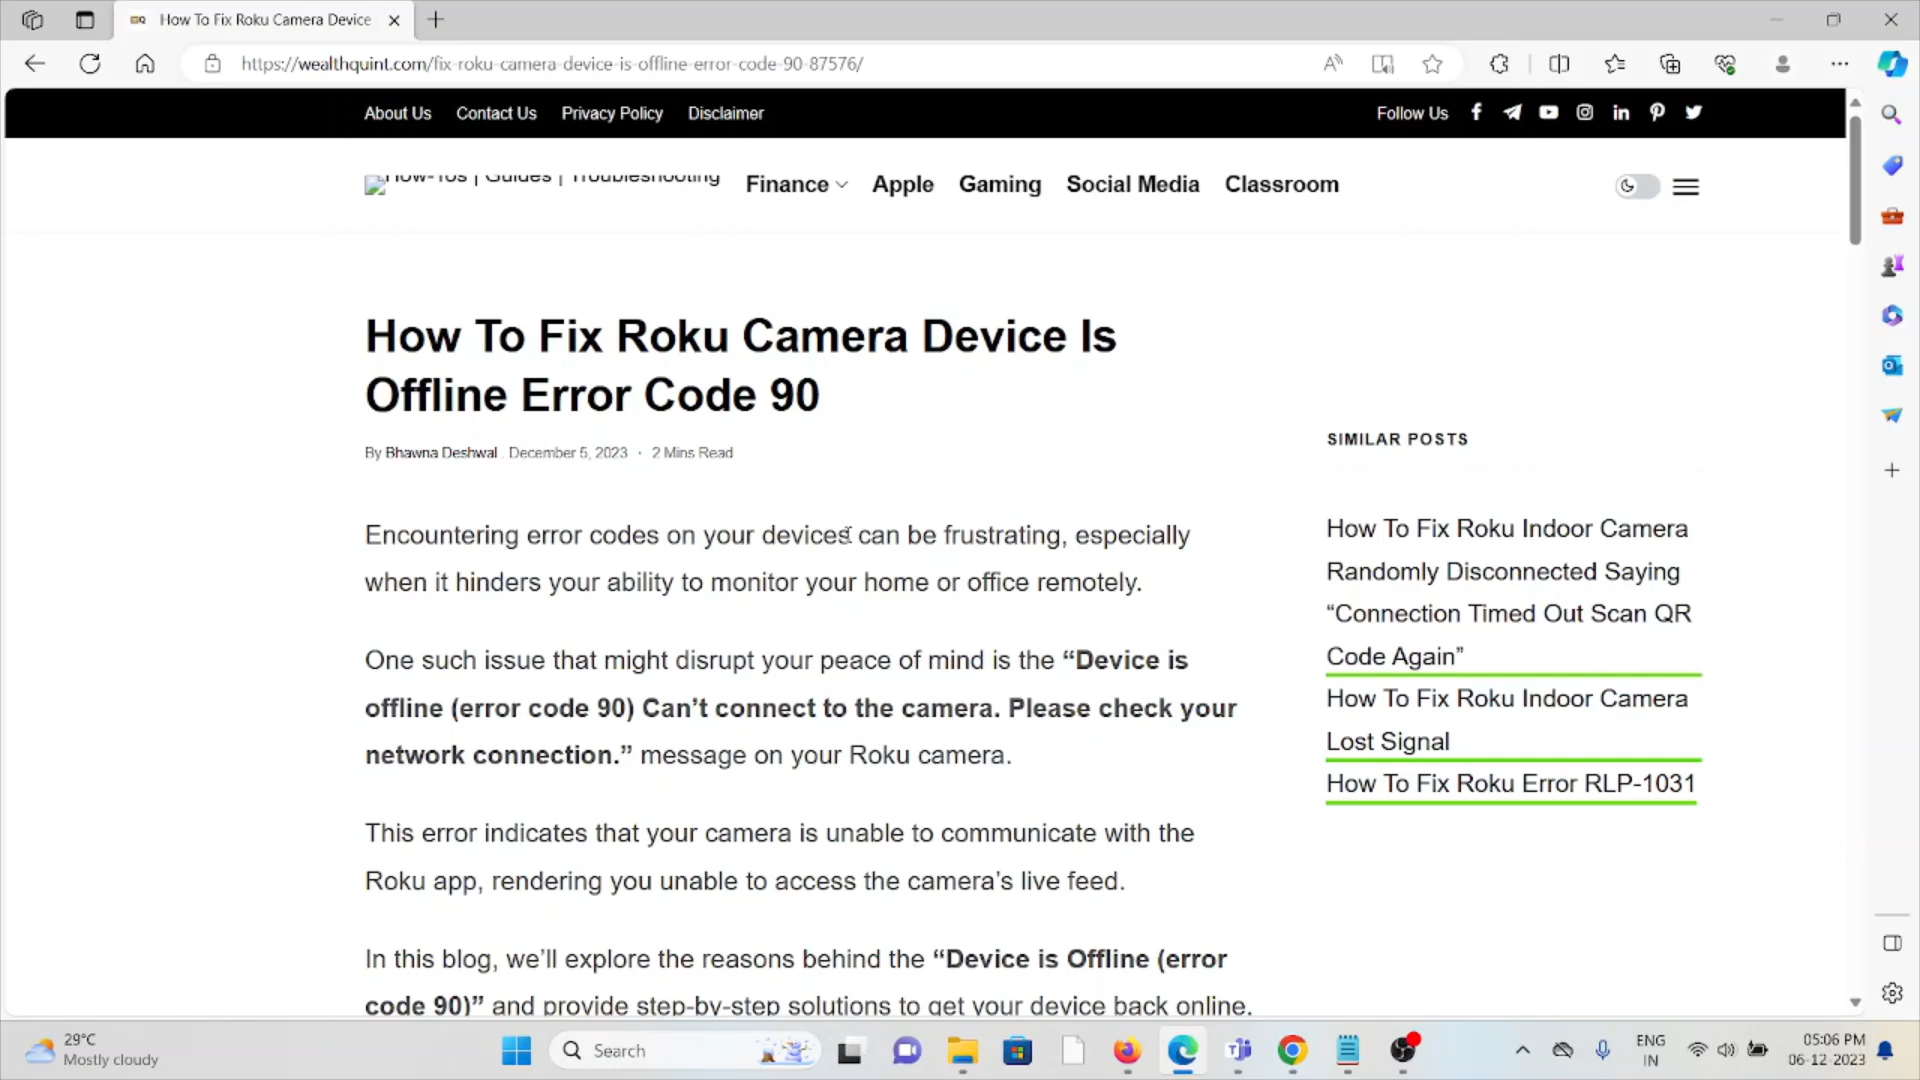 How To Fix Roku Camera Device
https://wealthquint.com/fix-roku-camera-device-is-offline-error-code-90-87576/
About Us Contact Us Privacy Policy Disclaimer Follow Us
How-Tos | Guides | Troubleshooting Finance Apple Gaming Social Media Classroom
How To Fix Roku Camera Device Is
Offline Error Code 90
By Bhawna Deshwal . December 5, 2023 · 2 Mins Read
Encountering error codes on your devices can be frustrating, especially
when it hinders your ability to monitor your home or office remotely.
One such issue that might disrupt your peace of mind is the “Device is
offline (error code 90) Can’t connect to the camera. Please check your
network connection.” message on your Roku camera.
This error indicates that your camera is unable to communicate with the
Roku app, rendering you unable to access the camera’s live feed.
In this blog, we’ll explore the reasons behind the “Device is Offline (error
code 90)” and provide step-by-step solutions to get your device back online.
SIMILAR POSTS
How To Fix Roku Indoor Camera
Randomly Disconnected Saying
“Connection Timed Out Scan QR
Code Again”
How To Fix Roku Indoor Camera
Lost Signal
How To Fix Roku Error RLP-1031
29°C
Mostly cloudy
Search
ENG
IN
05:06 PM
06-12-2023